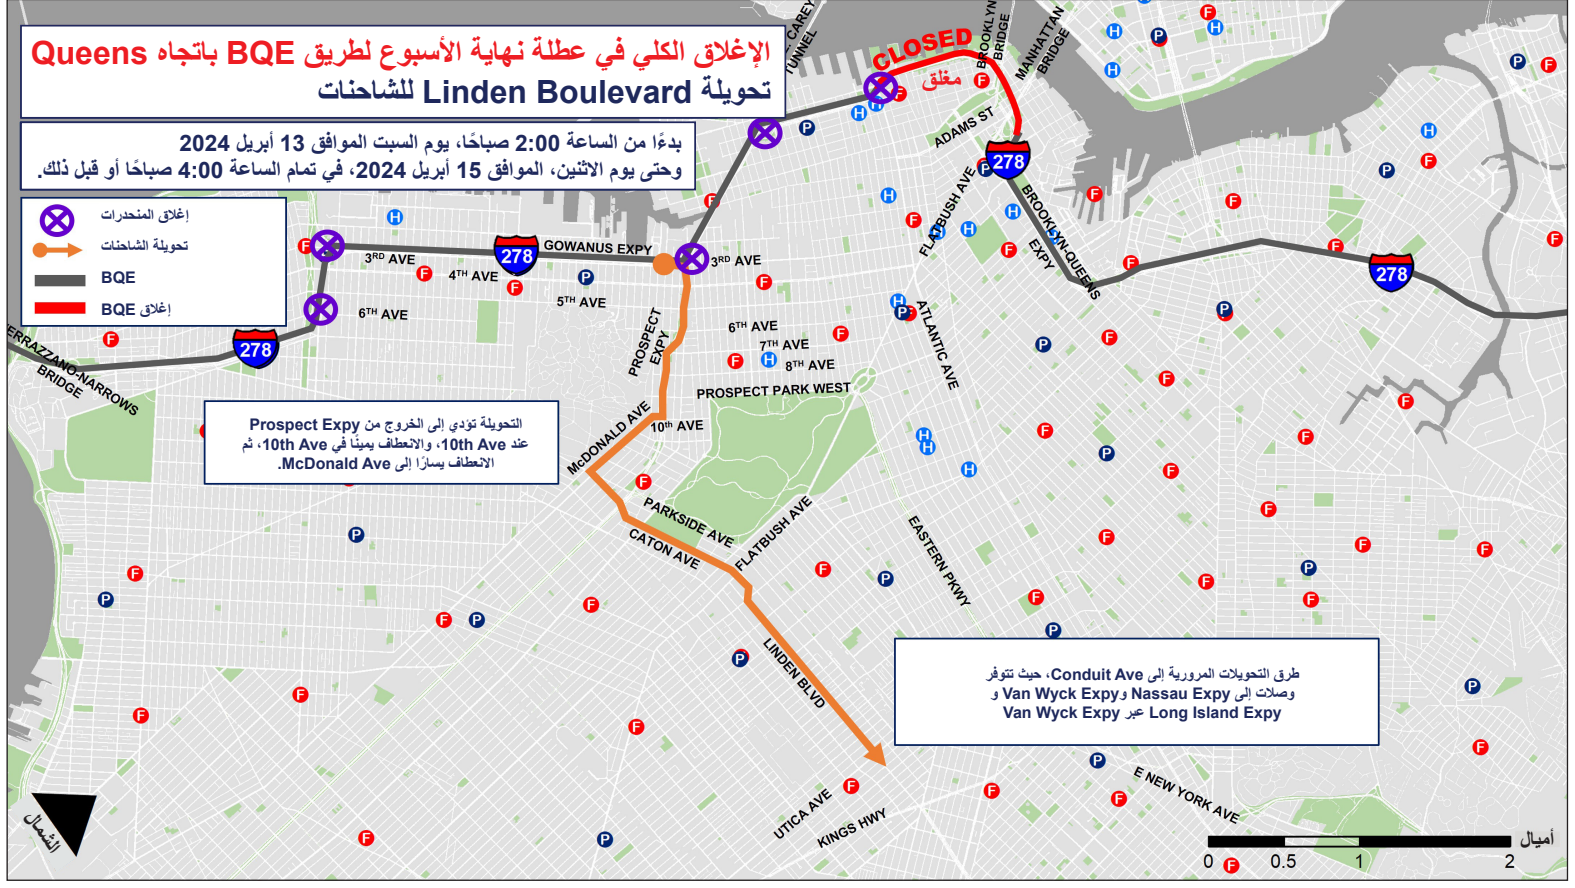 الإغلاق الكلي في عطلة نهاية الأسبوع لطريق BQE باتجاه Queens
تحويلة Linden Boulevard للشاحنات
بدءًا من الساعة 2:00 صباحًا، يوم السبت الموافق 13 أبريل 2024
وحتى يوم الاثنين، الموافق 15 أبريل 2024، في تمام الساعة 4:00 صباحًا أو قبل ذلك.
إغلاق المنحدرات
تحويلة الشاحنات
BQE
إغلاق BQE
CAREY
TUNNEL
CLOSED
مغلق
BROOKLYN
BRIDGE
MANHATTAN
BRIDGE
ADAMS ST
278
FLATBUSH AVE
BROOKLYN-QUEENS
EXPY
278
GOWANUS EXPY
278
3RD AVE
3RD AVE
4TH AVE
5TH AVE
6TH AVE
278
VERRAZZANO-NARROWS
BRIDGE
PROSPECT
EXPY
6TH AVE
7TH AVE
8TH AVE
PROSPECT PARK WEST
ATLANTIC AVE
10th AVE
McDONALD AVE
التحويلة تؤدي إلى الخروج من Prospect Expy
عند 10th Ave، والانعطاف يمينًا في 10th Ave، ثم
الانعطاف يسارًا إلى McDonald Ave.
PARKSIDE AVE
CATON AVE
FLATBUSH AVE
EASTERN PKWY
LINDEN BLVD
طرق التحويلات المرورية إلى Conduit Ave، حيث تتوفر
وصلات إلى Nassau Expy وVan Wyck Expy و
Long Island Expy عبر Van Wyck Expy
UTICA AVE
KINGS HWY
E NEW YORK AVE
الشمال
أميال
0 0.5 1 2